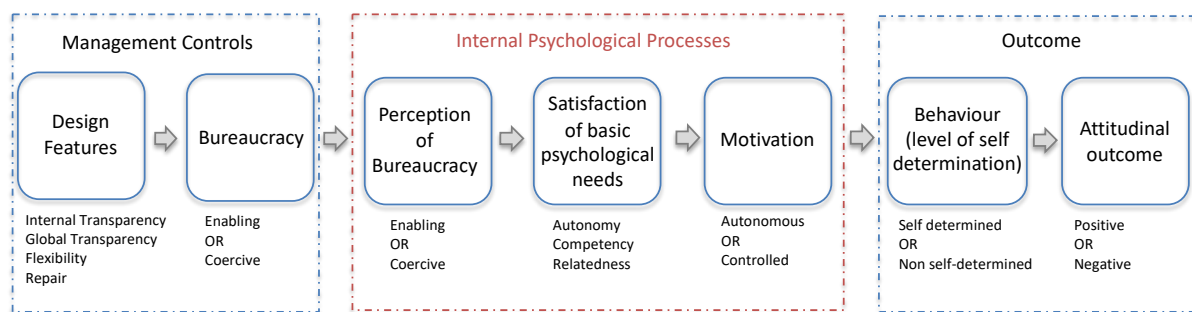 Management Controls
Design
Features
Internal Transparency
Global Transparency
Flexibility
Repair
Bureaucracy
Enabling
OR
Coercive
Internal Psychological Processes
Perception
of
Bureaucracy
Enabling
OR
Coercive
Satisfaction
of basic
psychological
needs
Autonomy
Competency
Relatedness
Motivation
Autonomous
OR
Controlled
Outcome
Behaviour
(level of self
determination)
Self determined
OR
Non self-determined
Attitudinal
outcome
Positive
OR
Negative